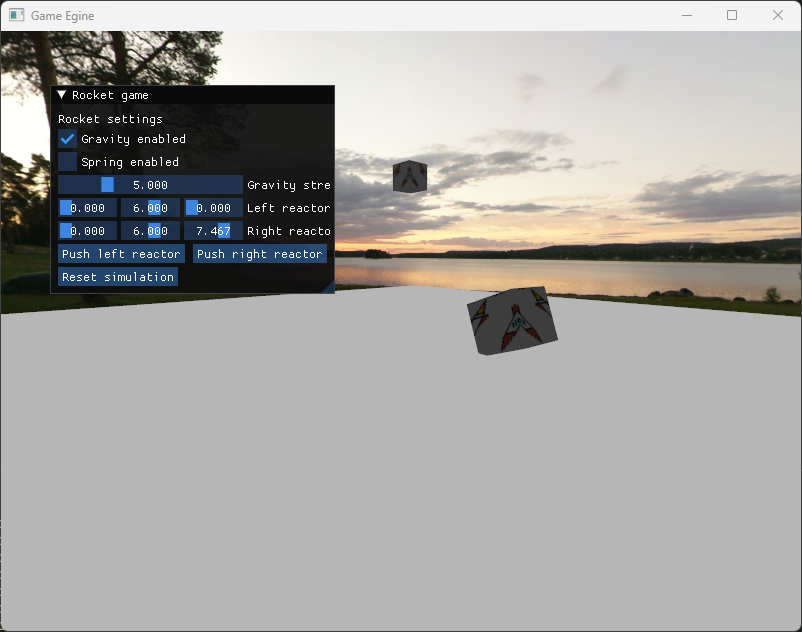 Game Egine
Rocket game
Rocket settings
Gravity enabled
Spring enabled
5.000 Gravity stre
0.000 6.000 0.000 Left reactor
0.000 6.000 7.467 Right reacto
Push left reactor Push right reactor
Reset simulation